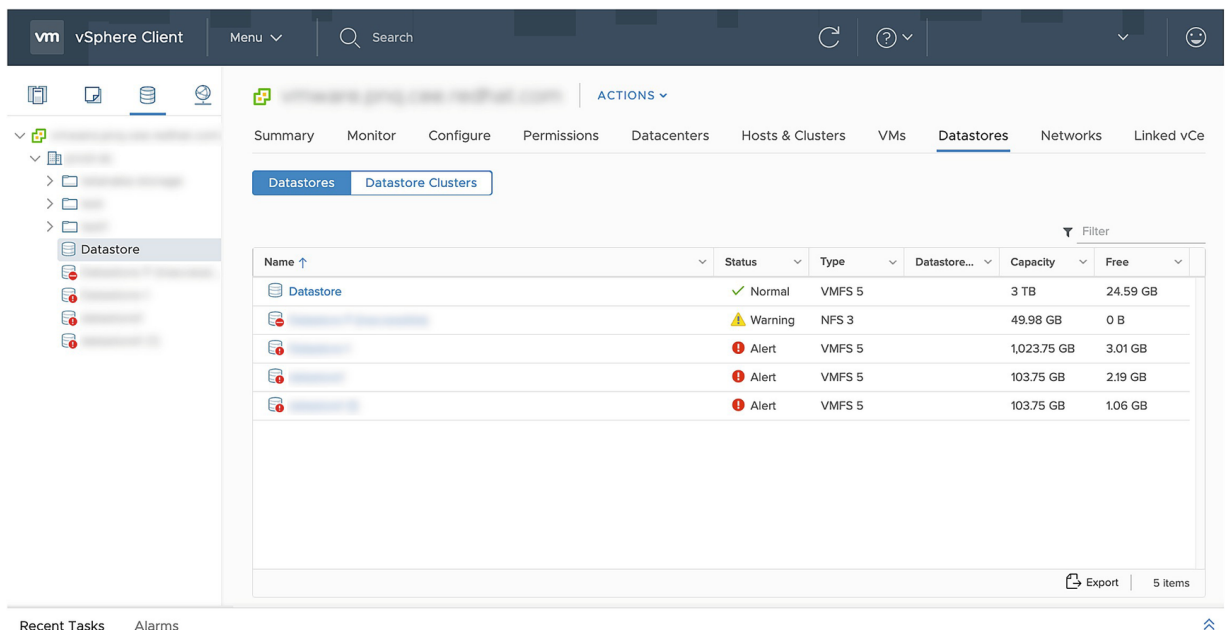 vm vSphere Client Menu Search
ACTIONS
Summary Monitor Configure Permissions Datacenters Hosts & Clusters VMs Datastores Networks Linked vCe
Datastores Datastore Clusters
Filter
Datastore
Name Status Type Datastore... Capacity Free
Datastore Normal VMFS 5 3 TB 24.59 GB
Warning NFS 3 49.98 GB 0 B
Alert VMFS 5 1,023.75 GB 3.01 GB
Alert VMFS 5 103.75 GB 2.19 GB
Alert VMFS 5 103.75 GB 1.06 GB
Export 5 items
Recent Tasks Alarms